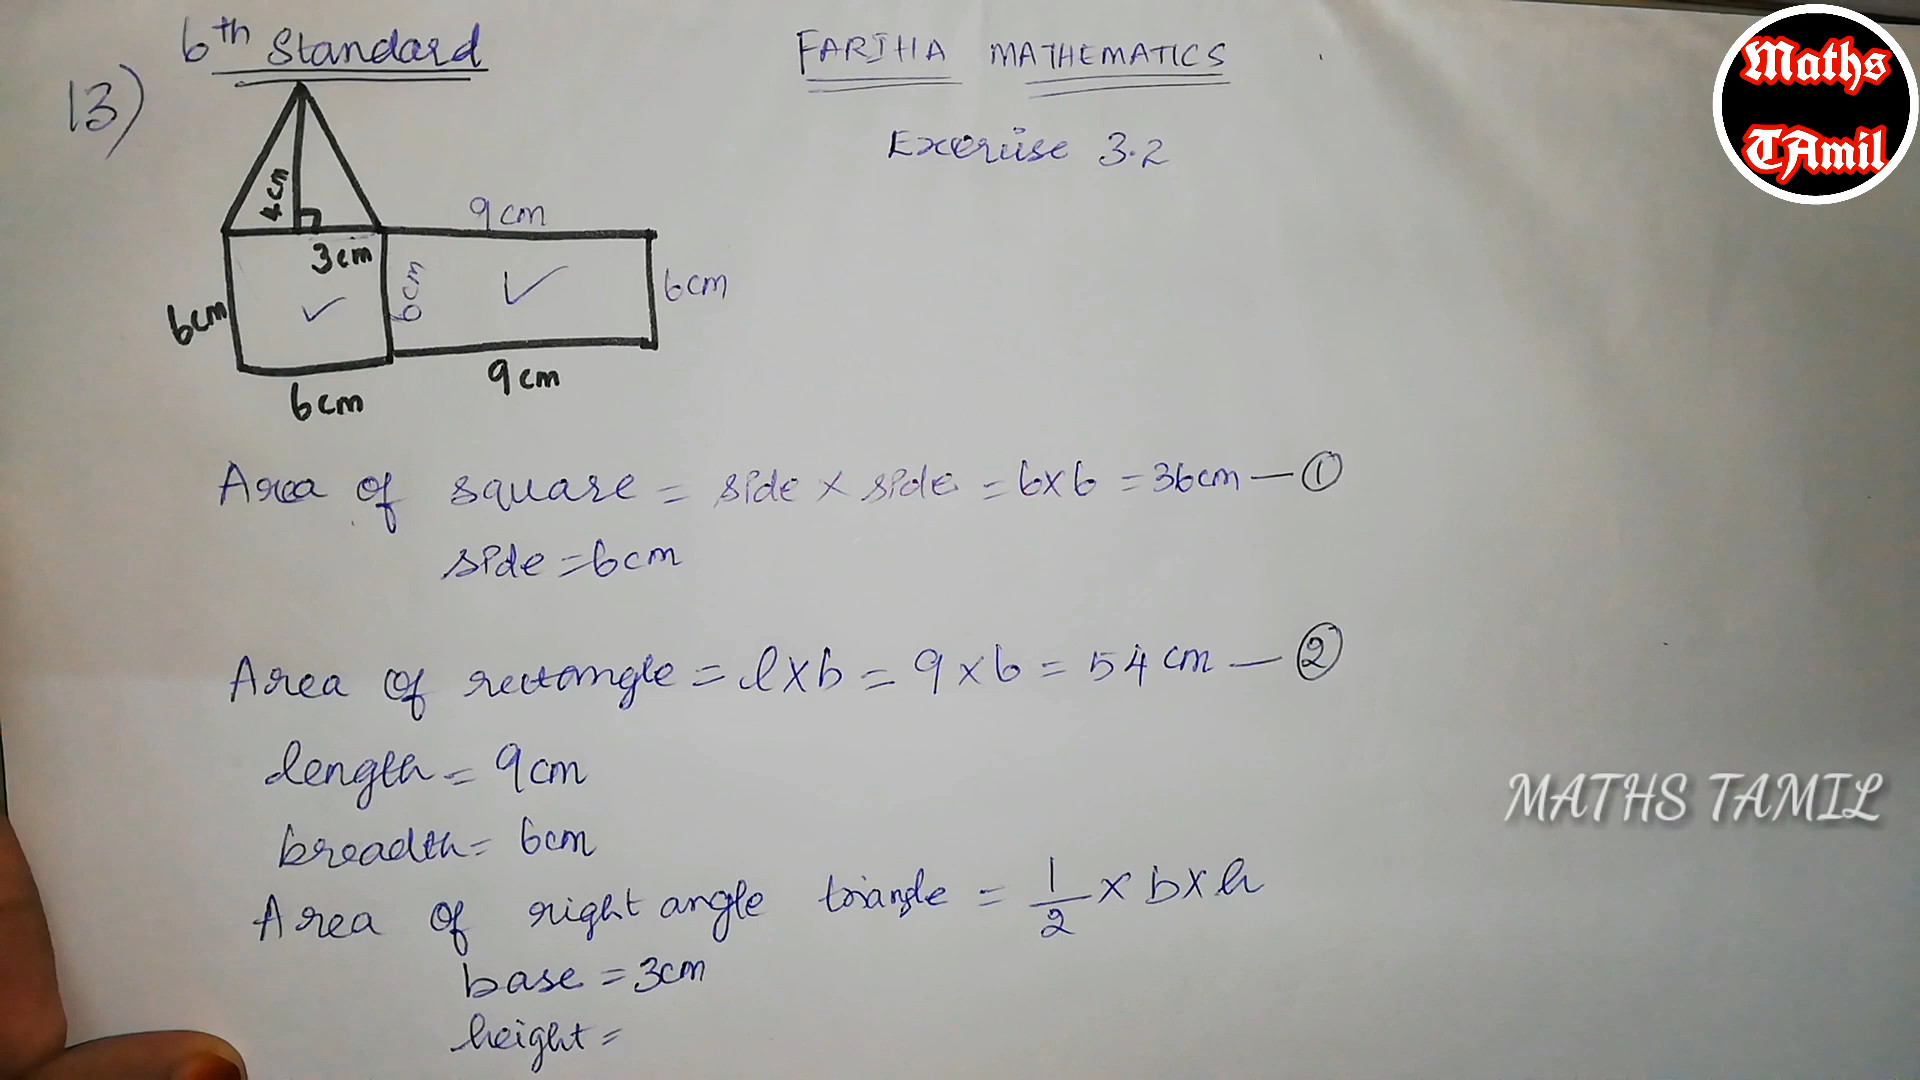 6th Standard
FARJHA MATHEMATICS
Maths
TAmil
13)
Exercise 3.2
4cm
9cm
3cm
6cm
6cm
6cm
9cm
6cm
Area of square = side × side = 6×6 = 36cm — ①
side = 6cm
Area of rectangle = l×b = 9×6 = 54 cm — ②
length = 9cm
MATHS TAMIL
breadth = 6cm
Area of right angle triangle = 1/2 × b×h
base = 3cm
height =